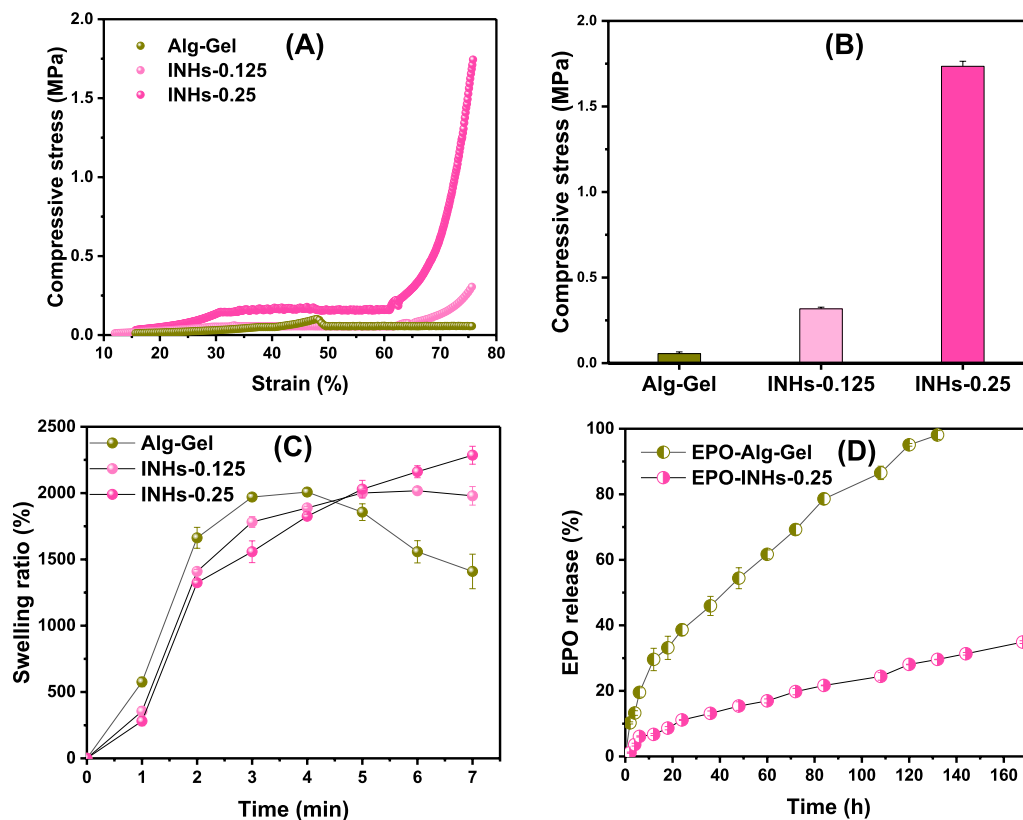 (A)
Compressive stress (MPa)
2.0
1.5
1.0
0.5
0.0
Alg-Gel
INHs-0.125
INHs-0.25
10 20 30 40 50 60 70 80
Strain (%)
(B)
Compressive stress (MPa)
2.0
1.5
1.0
0.5
0.0
Alg-Gel INHs-0.125 INHs-0.25
(C)
Swelling ratio (%)
2500
2000
1500
1000
500
0
Alg-Gel
INHs-0.125
INHs-0.25
0 1 2 3 4 5 6 7
Time (min)
(D)
EPO release (%)
100
80
60
40
20
0
EPO-Alg-Gel
EPO-INHs-0.25
0 20 40 60 80 100 120 140 160
Time (h)